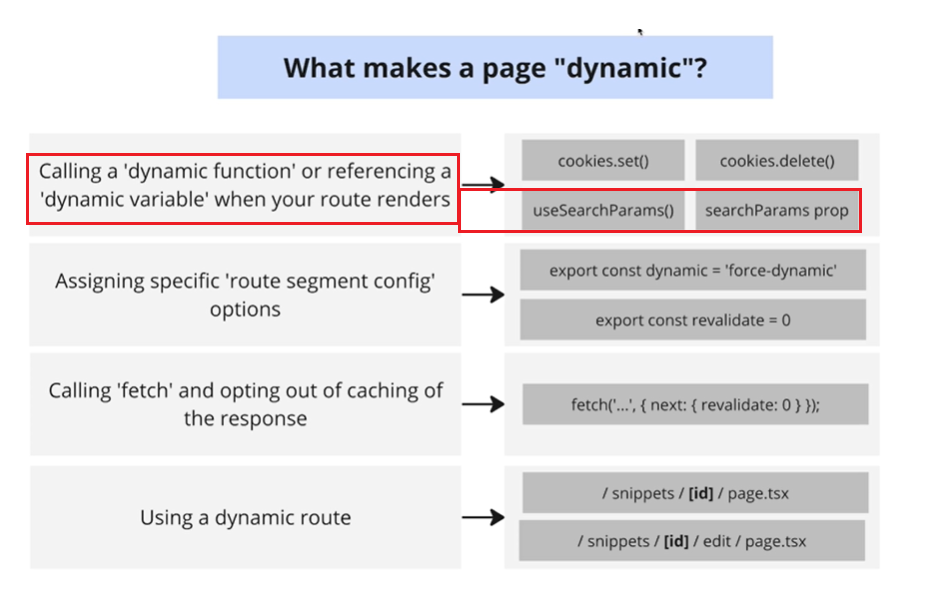 What makes a page "dynamic"?
Calling a 'dynamic function' or referencing a
'dynamic variable' when your route renders
cookies.set()
cookies.delete()
useSearchParams()
searchParams prop
Assigning specific 'route segment config'
options
export const dynamic = 'force-dynamic'
export const revalidate = 0
Calling 'fetch' and opting out of caching of
the response
fetch('...', { next: { revalidate: 0 } });
Using a dynamic route
/ snippets / [id] / page.tsx
/ snippets / [id] / edit / page.tsx